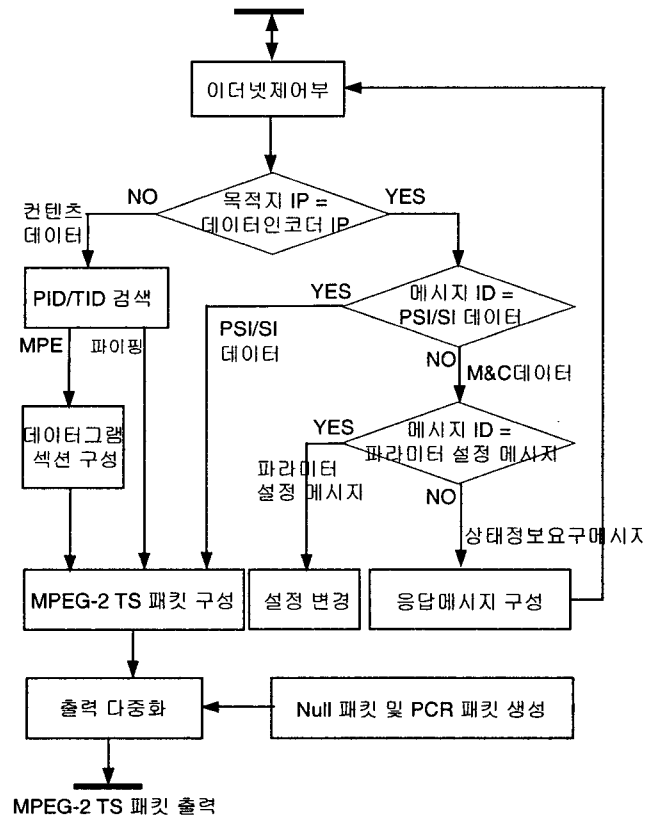 이더넷제어부
NO
목적지 IP =
데이터인코더 IP
YES
컨텐츠
데이터
PID/TID 검색
YES
메시지 ID =
PSI/SI 데이터
MPE
파이핑
PSI/SI
데이터
NO
M&C데이터
데이터그램
섹션 구성
YES
메시지 ID =
파라미터 설정 메시지
파라미터
설정 메시지
NO
상태정보요구메시지
MPEG-2 TS 패킷 구성
설정 변경
응답메시지 구성
출력 다중화
Null 패킷 및 PCR 패킷 생성
MPEG-2 TS 패킷 출력